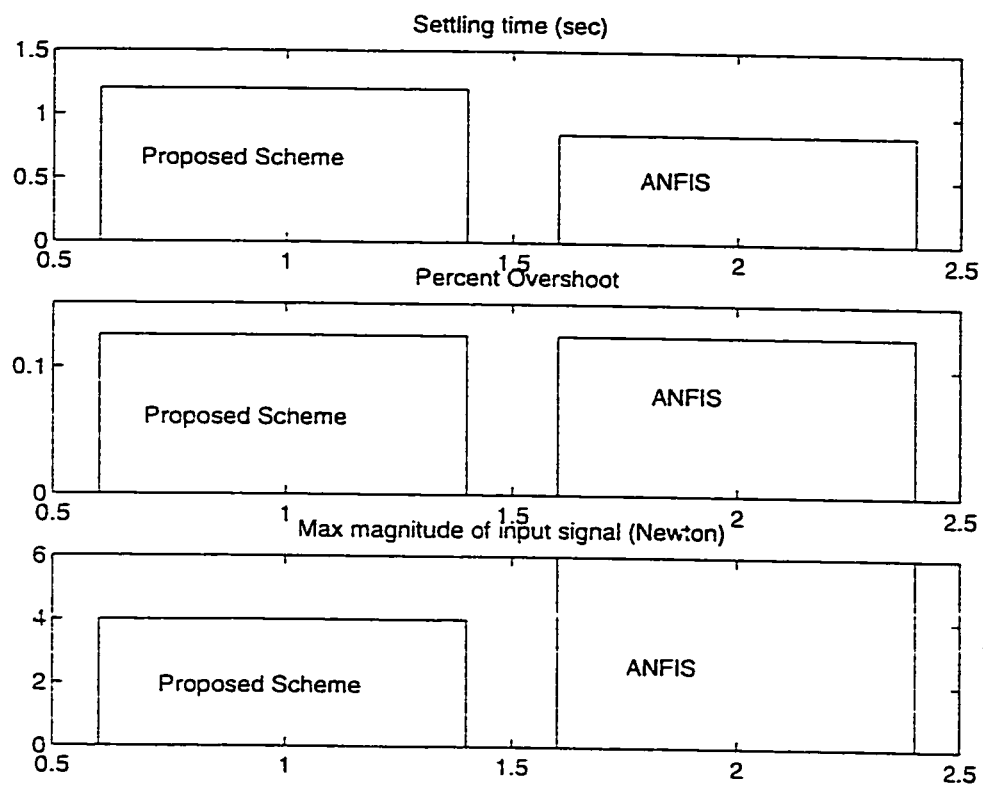 Settling time (sec)
1.5
1
0.5
0
Proposed Scheme
ANFIS
0.5 1 1.5 2 2.5
Percent Overshoot
0.1
0
Proposed Scheme
ANFIS
0.5 1 1.5 2 2.5
Max magnitude of input signal (Newton)
6
4
2
0
Proposed Scheme
ANFIS
0.5 1 1.5 2 2.5